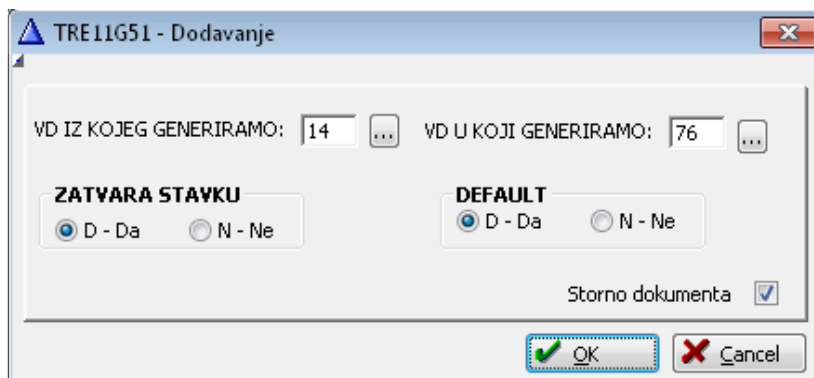 TRE11G51 - Dodavanje
VD IZ KOJEG GENERIRAMO: 14 ... VD U KOJI GENERIRAMO: 76 ...
ZATVARA STAVKU
D - Da N - Ne
DEFAULT
D - Da N - Ne
Storno dokumenta
OK Cancel